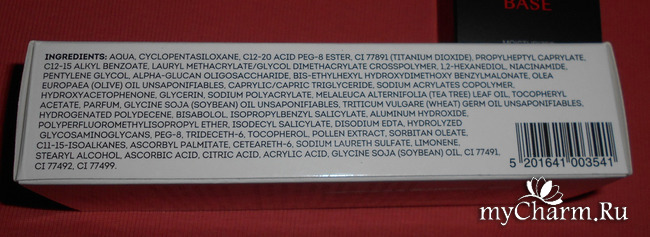 BASE
INGREDIENTS: AQUA, CYCLOPENTASILOXANE, C12-20 ACID PEG-8 ESTER, CI 77891 (TITANIUM DIOXIDE), PROPYLHEPTYL CAPRYLATE,
C12-15 ALKYL BENZOATE, LAURYL METHACRYLATE/GLYCOL DIMETHACRYLATE CROSSPOLYMER, 1,2-HEXANEDIOL, NIACINAMIDE,
PENTYLENE GLYCOL, ALPHA-GLUCAN OLIGOSACCHARIDE, BIS-ETHYLHEXYL HYDROXYDIMETHOXY BENZYLMALONATE, OLEA
EUROPAEA (OLIVE) OIL UNSAPONIFIABLES, CAPRYLIC/CAPRIC TRIGLYCERIDE, SODIUM ACRYLATES COPOLYMER,
HYDROXYACETOPHENONE, GLYCERIN, SODIUM POLYACRYLATE, MELALEUCA ALTERNIFOLIA (TEA TREE) LEAF OIL, TOCOPHERYL
ACETATE, PARFUM, GLYCINE SOJA (SOYBEAN) OIL UNSAPONIFIABLES, TRITICUM VULGARE (WHEAT) GERM OIL UNSAPONIFIABLES,
HYDROGENATED POLYDECENE, BISABOLOL, ISOPROPYLBENZYL SALICYLATE, ALUMINUM HYDROXIDE,
POLYPERFLUOROMETHYLISOPROPYL ETHER, ISODECYL SALICYLATE, DISODIUM EDTA, HYDROLYZED
GLYCOSAMINOGLYCANS, PEG-8, TRIDECETH-6, TOCOPHEROL, POLLEN EXTRACT, SORBITAN OLEATE,
C11-15-ISOALKANES, ASCORBYL PALMITATE, CETEARETH-6, SODIUM LAURETH SULFATE, LIMONENE,
STEARYL ALCOHOL, ASCORBIC ACID, CITRIC ACID, ACRYLIC ACID, GLYCINE SOJA (SOYBEAN) OIL, CI 77491,
CI 77492, CI 77499.
5 201641 003541
myCharm.Ru